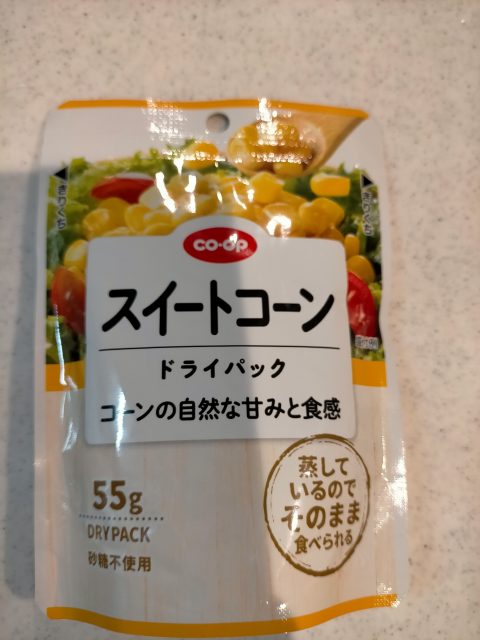 ◀きりくち
▶きりくち
CO・OP
スイートコーン
ドライパック
コーンの自然な甘みと食感
55g
DRYPACK
砂糖不使用
蒸して
いるので
そのまま
食べられる